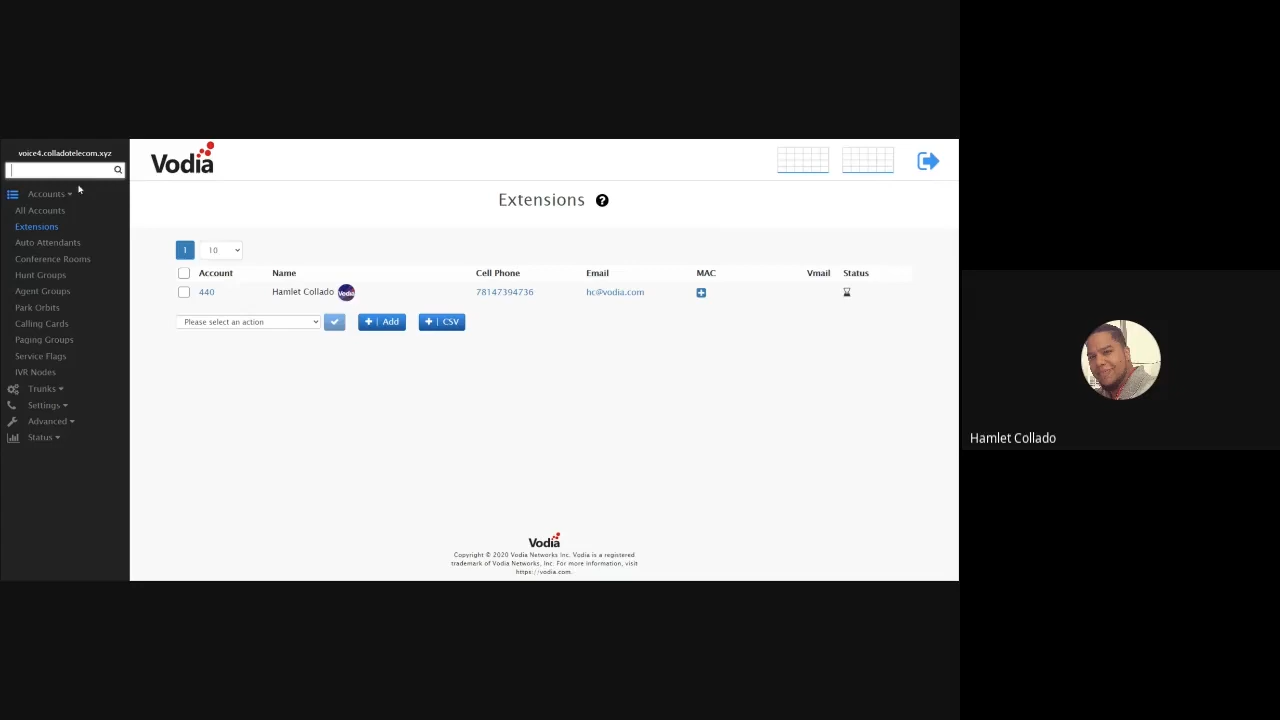 voice4.colladotelecom.xyz
Accounts
All Accounts
Extensions
Auto Attendants
Conference Rooms
Hunt Groups
Agent Groups
Park Orbits
Calling Cards
Paging Groups
Service Flags
IVR Nodes
Trunks
Settings
Advanced
Status
Vodia
Extensions ?
1 10
Account Name Cell Phone Email MAC Vmail Status
440 Hamlet Collado Vodia 78147394736 hc@vodia.com
Please select an action + | Add + | CSV
Vodia
Copyright © 2020 Vodia Networks Inc. Vodia is a registered
trademark of Vodia Networks, Inc. For more information, visit
https://vodia.com.
Hamlet Collado